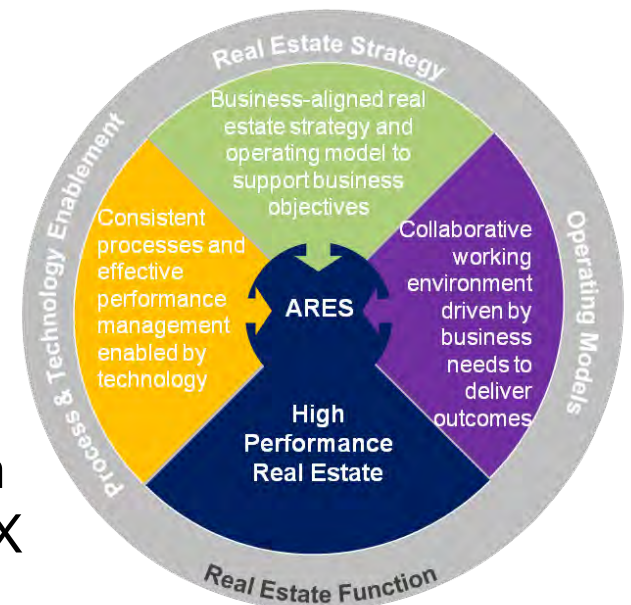 Real Estate Strategy
Business-aligned real
estate strategy and
operating model to
support business
objectives
Process & Technology Enablement
Consistent
processes and
effective
performance
management
enabled by
technology
Collaborative
working
environment
driven by
business
needs to
deliver
outcomes
Operating Models
ARES
High
Performance
Real Estate
Real Estate Function
X